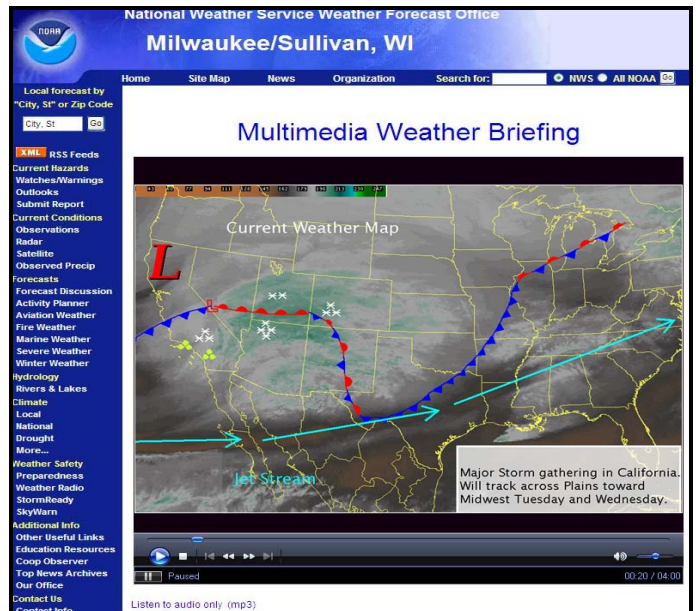 NOAA
National Weather Service Weather Forecast Office
Milwaukee/Sullivan, WI
Home Site Map News Organization Search for: NWS All NOAA Go
Local forecast by
"City, St" or Zip Code
City, St Go
XML RSS Feeds
Current Hazards
Watches/Warnings
Outlooks
Submit Report
Current Conditions
Observations
Radar
Satellite
Observed Precip
Forecasts
Forecast Discussion
Activity Planner
Aviation Weather
Fire Weather
Marine Weather
Severe Weather
Winter Weather
Hydrology
Rivers & Lakes
Climate
Local
National
Drought
More...
Weather Safety
Preparedness
Weather Radio
StormReady
SkyWarn
Additional Info
Other Useful Links
Education Resources
Coop Observer
Top News Archives
Our Office
Contact Us
Contact Info
Multimedia Weather Briefing
Current Weather Map
L
L
Jet Stream
Major Storm gathering in California.
Will track across Plains toward
Midwest Tuesday and Wednesday.
Paused 00:20 / 04:00
Listen to audio only (mp3)